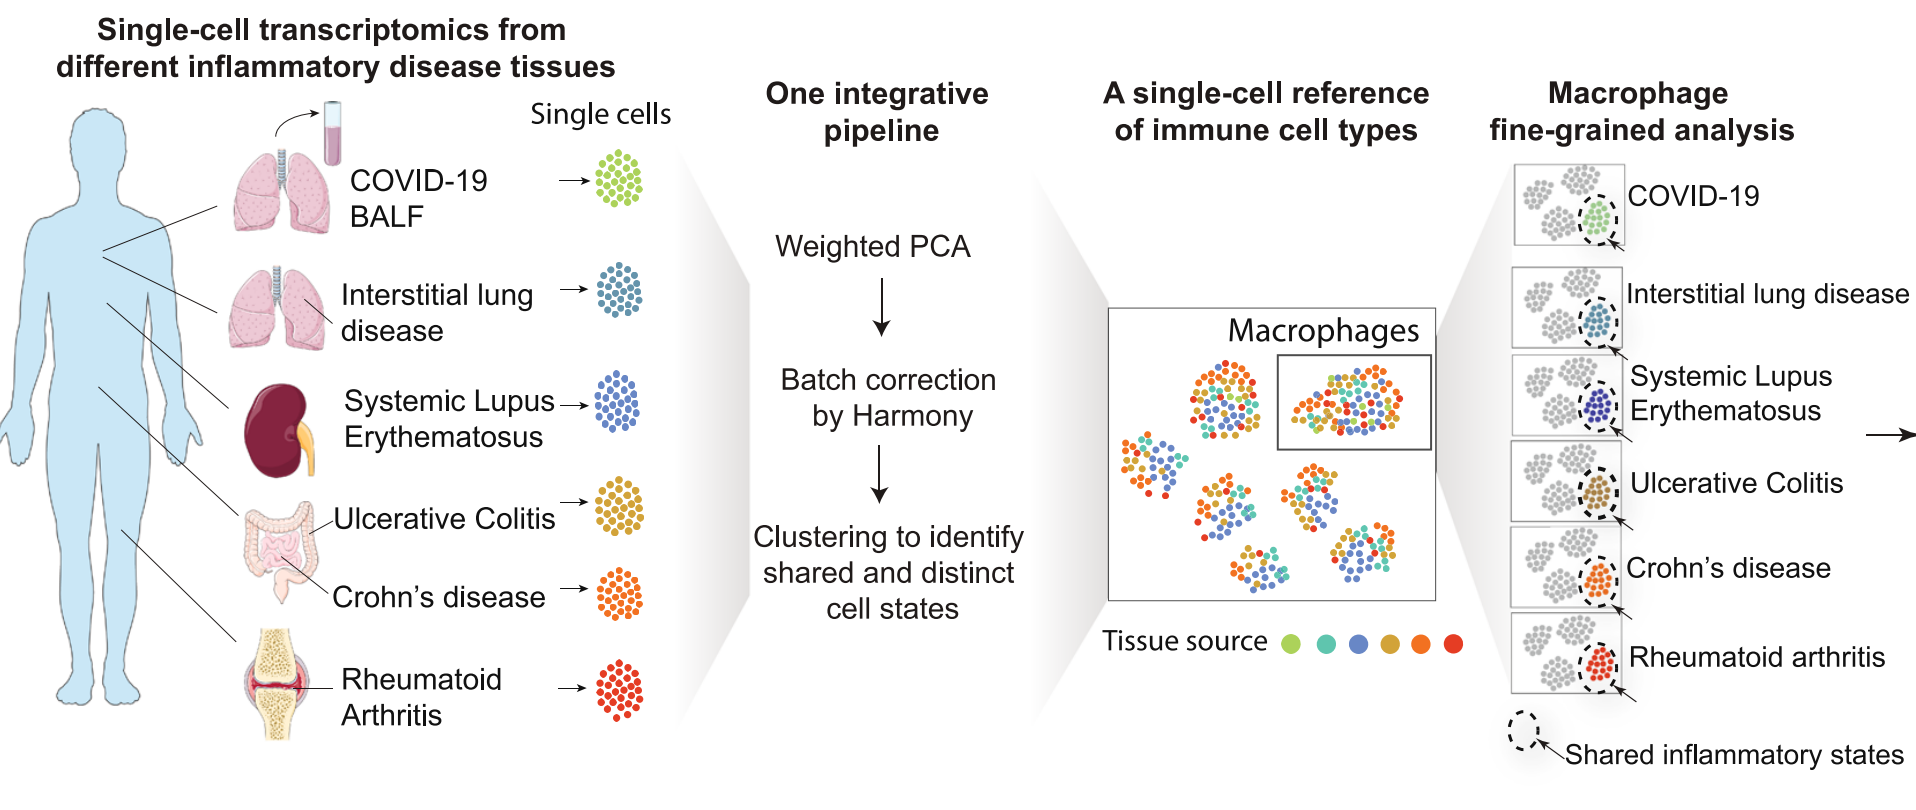 Single-cell transcriptomics from
different inflammatory disease tissues
Single cells
COVID-19
BALF
Interstitial lung
disease
Systemic Lupus
Erythematosus
Ulcerative Colitis
Crohn's disease
Rheumatoid
Arthritis
One integrative
pipeline
Weighted PCA
Batch correction
by Harmony
Clustering to identify
shared and distinct
cell states
A single-cell reference
of immune cell types
Macrophages
Tissue source
Macrophage
fine-grained analysis
COVID-19
Interstitial lung disease
Systemic Lupus
Erythematosus
Ulcerative Colitis
Crohn's disease
Rheumatoid arthritis
Shared inflammatory states